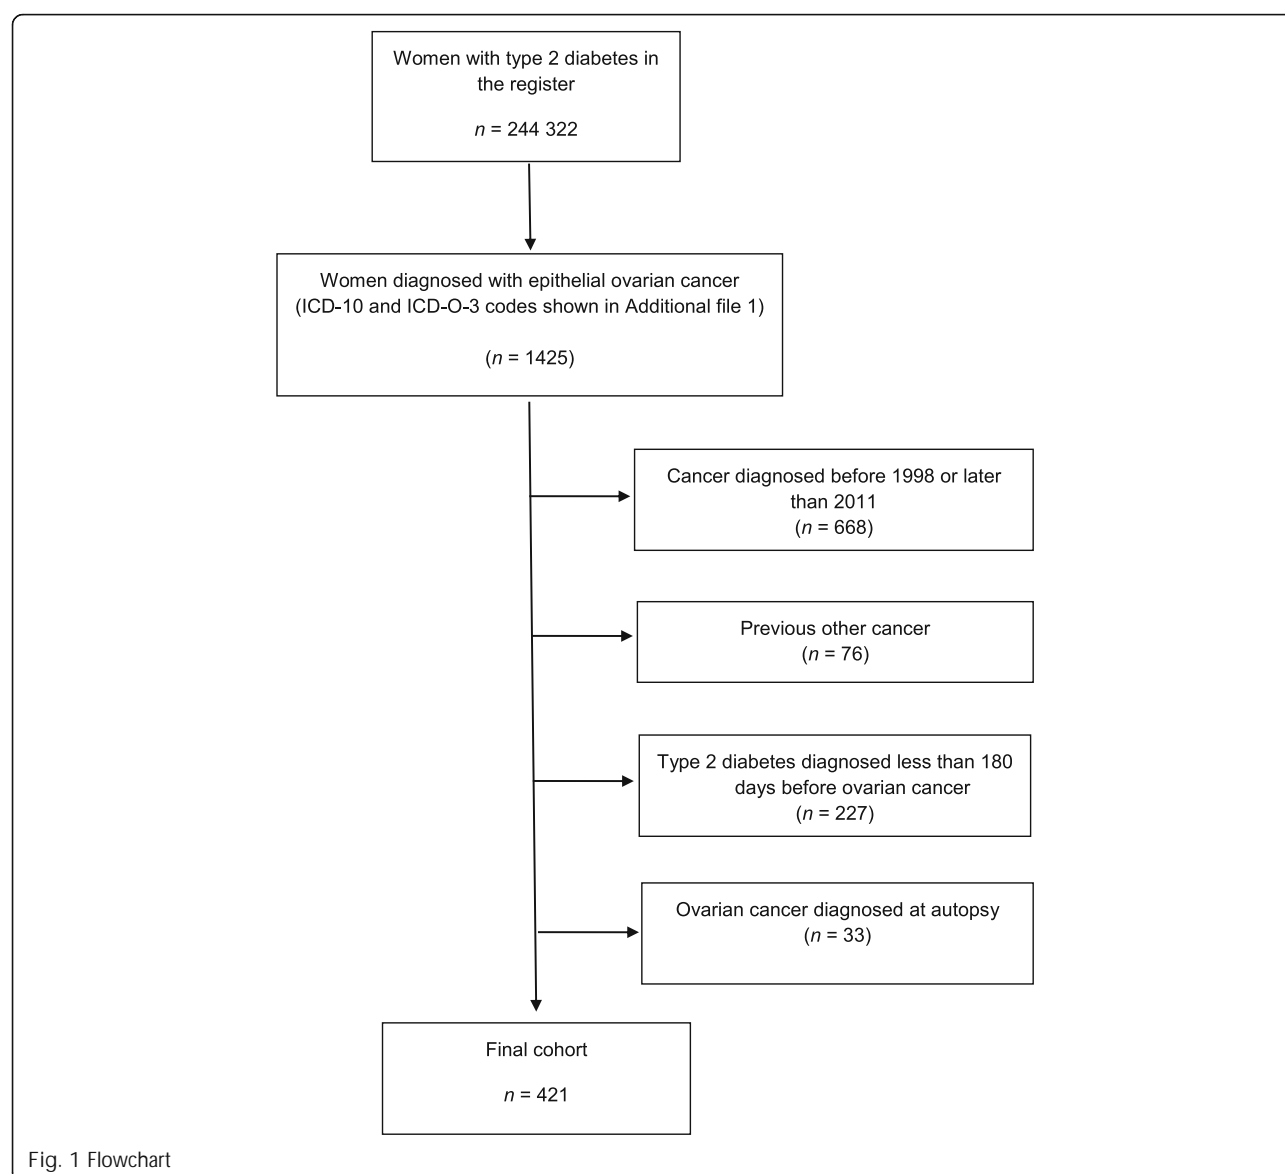 Women with type 2 diabetes in
the register
n = 244 322
Women diagnosed with epithelial ovarian cancer
(ICD-10 and ICD-O-3 codes shown in Additional file 1)
(n = 1425)
Cancer diagnosed before 1998 or later
than 2011
(n = 668)
Previous other cancer
(n = 76)
Type 2 diabetes diagnosed less than 180
days before ovarian cancer
(n = 227)
Ovarian cancer diagnosed at autopsy
(n = 33)
Final cohort
n = 421
Fig. 1 Flowchart